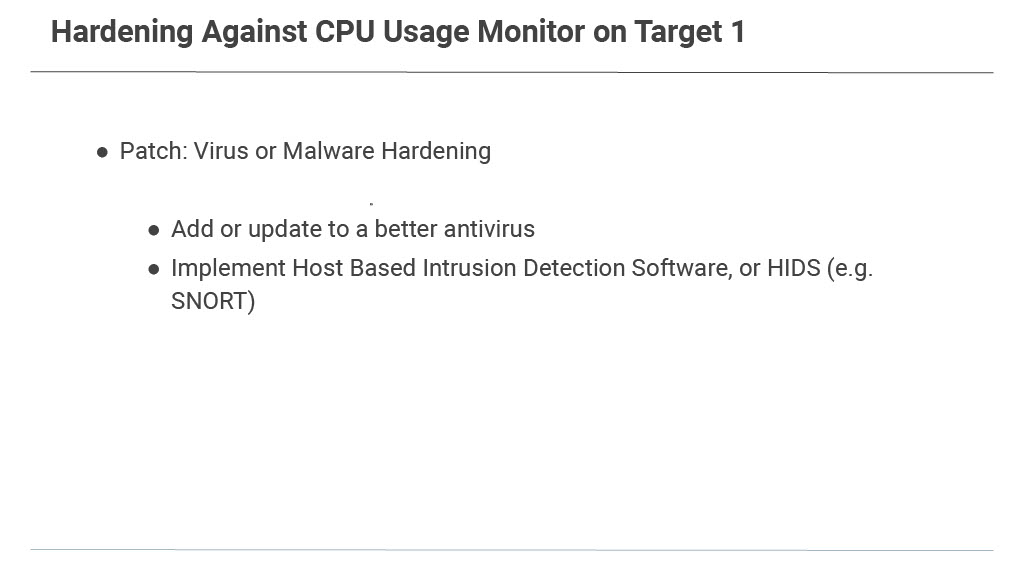 Hardening Against CPU Usage Monitor on Target 1
● Patch: Virus or Malware Hardening
● Add or update to a better antivirus
● Implement Host Based Intrusion Detection Software, or HIDS (e.g.
SNORT)